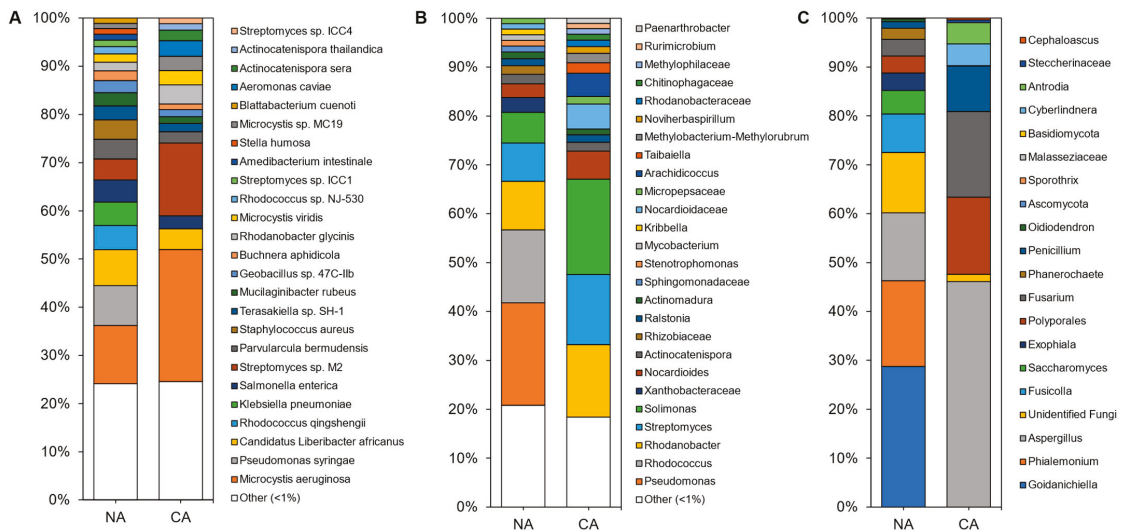 A
100%
90%
80%
70%
60%
50%
40%
30%
20%
10%
0%
NA
CA
Streptomyces sp. ICC4
Actinocatenispora thailandica
Actinocatenispora sera
Aeromonas caviae
Blattabacterium cuenoti
Microcystis sp. MC19
Stella humosa
Amedibacterium intestinale
Streptomyces sp. ICC1
Rhodococcus sp. NJ-530
Microcystis viridis
Rhodanobacter glycinis
Buchnera aphidicola
Geobacillus sp. 47C-IIb
Mucilaginibacter rubeus
Terasakiella sp. SH-1
Staphylococcus aureus
Parvularcula bermudensis
Streptomyces sp. M2
Salmonella enterica
Klebsiella pneumoniae
Rhodococcus qingshengii
Candidatus Liberibacter africanus
Pseudomonas syringae
Microcystis aeruginosa
Other (<1%)
B
100%
90%
80%
70%
60%
50%
40%
30%
20%
10%
0%
NA
CA
Paenarthrobacter
Rurimicrobium
Methylophilaceae
Chitinophagaceae
Rhodanobacteraceae
Noviherbaspirillum
Methylobacterium-Methylorubrum
Taibaiella
Arachidicoccus
Micropepsaceae
Nocardioidaceae
Kribbella
Mycobacterium
Stenotrophomonas
Sphingomonadaceae
Actinomadura
Ralstonia
Rhizobiaceae
Actinocatenispora
Nocardioides
Xanthobacteraceae
Solimonas
Streptomyces
Rhodanobacter
Rhodococcus
Pseudomonas
Other (<1%)
C
100%
90%
80%
70%
60%
50%
40%
30%
20%
10%
0%
NA
CA
Cephaloascus
Steccherinaceae
Antrodia
Cyberlindnera
Basidiomycota
Malasseziaceae
Sporothrix
Ascomycota
Oidiodendron
Penicillium
Phanerochaete
Fusarium
Polyporales
Exophiala
Saccharomyces
Fusicolla
Unidentified Fungi
Aspergillus
Phialemonium
Goidanichiella